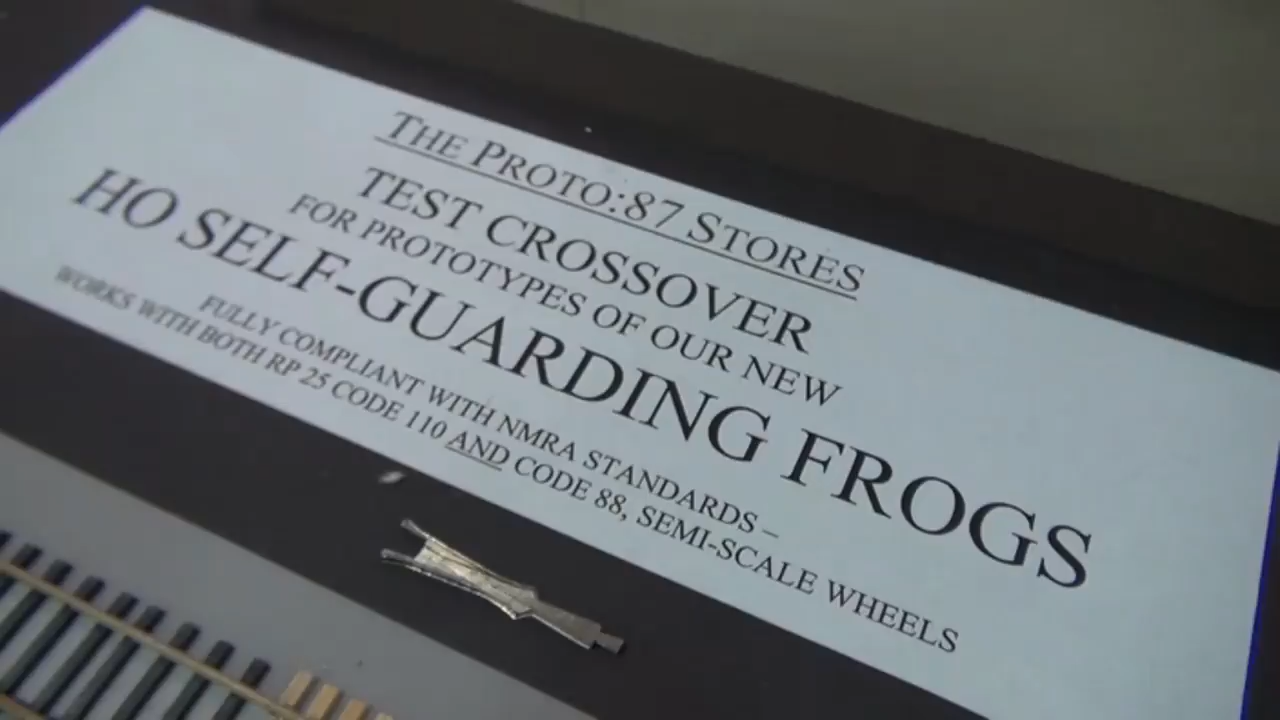 THE PROTO:87 STORES
TEST CROSSOVER
FOR PROTOTYPES OF OUR NEW
HO SELF-GUARDING FROGS
FULLY COMPLIANT WITH NMRA STANDARDS –
WORKS WITH BOTH RP 25 CODE 110 AND CODE 88, SEMI-SCALE WHEELS